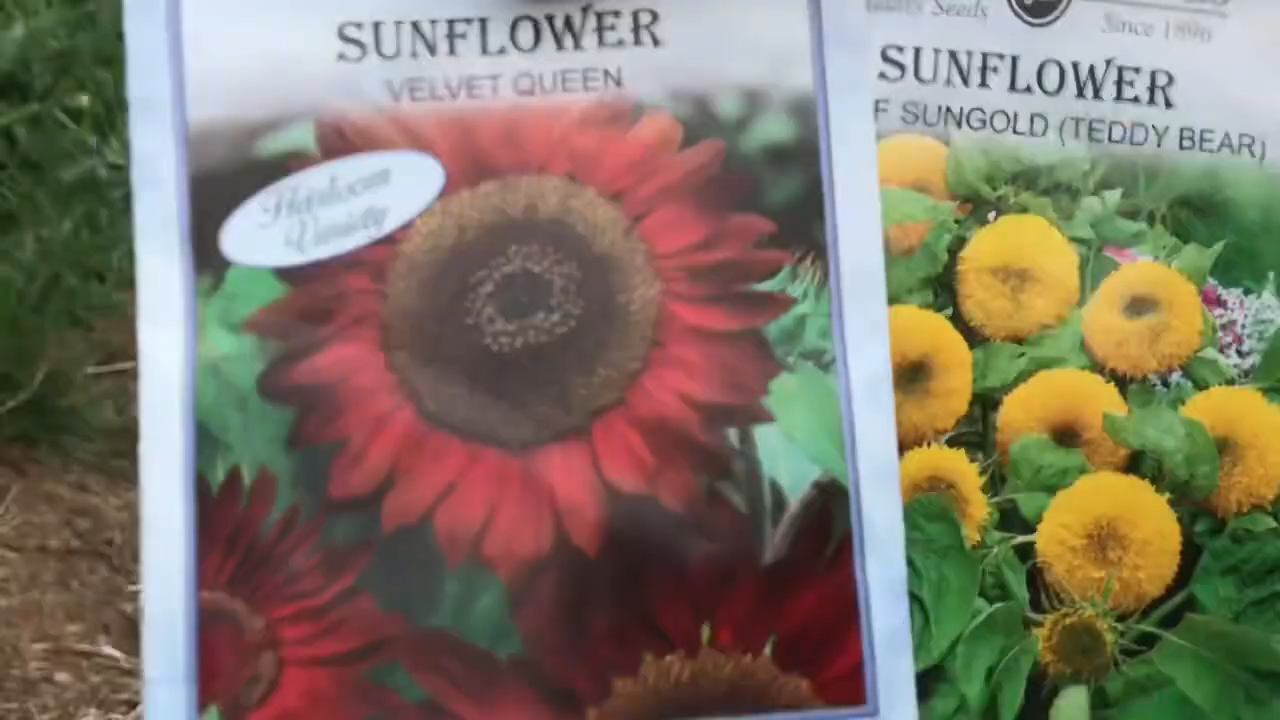 SUNFLOWER
VELVET QUEEN
Heirloom
Variety
Seeds
Since 1896
SUNFLOWER
F SUNGOLD (TEDDY BEAR)